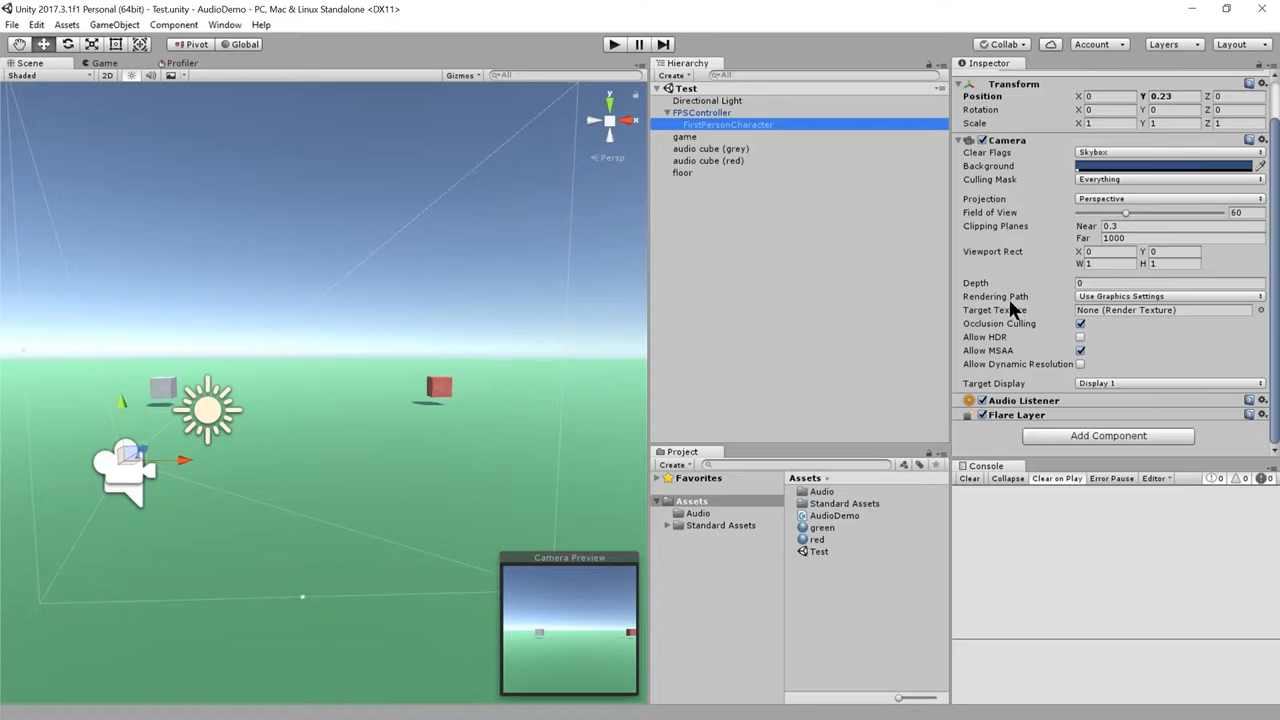 Unity 2017.3.1f1 Personal (64bit) - Test.unity - AudioDemo - PC, Mac & Linux Standalone <DX11>
File Edit Assets GameObject Component Window Help
Pivot Global Collab Account Layers Layout
Scene Game Profiler
Shaded 2D Gizmos All
y
x
Persp
Camera Preview
Hierarchy
Create All
Test
Directional Light
FPSController
FirstPersonCharacter
game
audio cube (grey)
audio cube (red)
floor
Project
Create
Favorites
Assets
Audio
Standard Assets
Assets
Audio
Standard Assets
AudioDemo
green
red
Test
Inspector
Transform
Position X 0 Y 0.23 Z 0
Rotation X 0 Y 0 Z 0
Scale X 1 Y 1 Z 1
Camera
Clear Flags Skybox
Background
Culling Mask Everything
Projection Perspective
Field of View 60
Clipping Planes Near 0.3
Far 1000
Viewport Rect X 0 Y 0
W 1 H 1
Depth 0
Rendering Path Use Graphics Settings
Target Texture None (Render Texture)
Occlusion Culling
Allow HDR
Allow MSAA
Allow Dynamic Resolution
Target Display Display 1
Audio Listener
Flare Layer
Add Component
Console
Clear Collapse Clear on Play Error Pause Editor 0 0 0